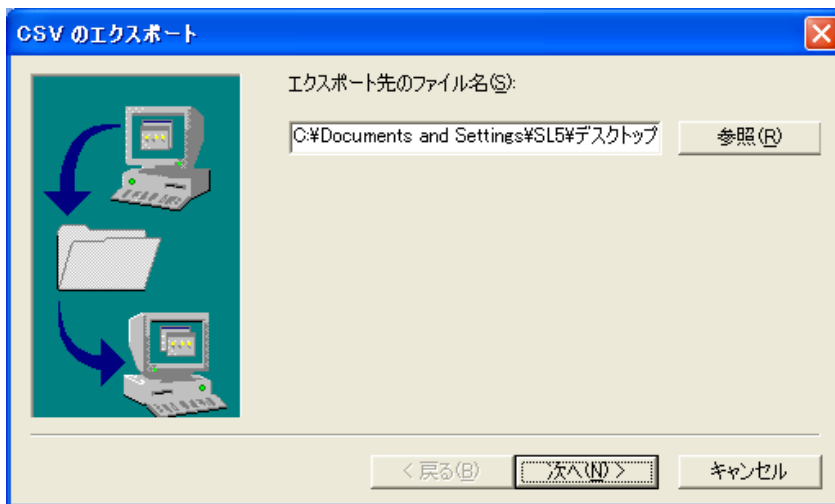 CSV のエクスポート
エクスポート先のファイル名(S):
C:¥Documents and Settings¥SL5¥デスクトップ
参照(R)
< 戻る(B)
次へ(N) >
キャンセル